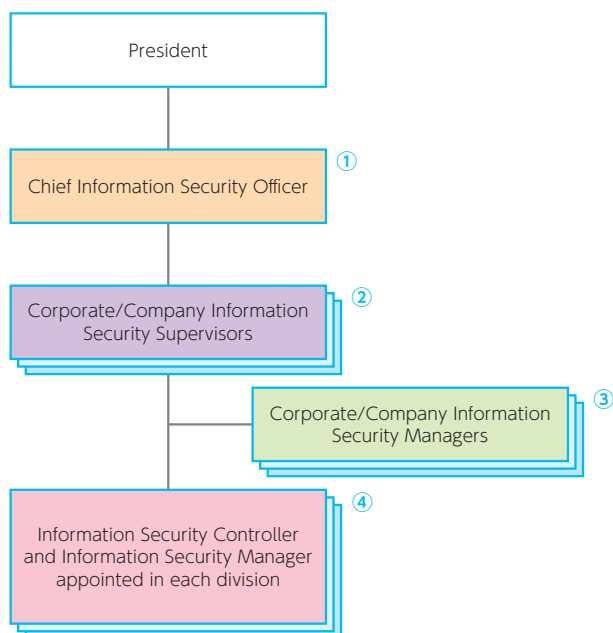 President
①
Chief Information Security Officer
②
Corporate/Company Information
Security Supervisors
③
Corporate/Company Information
Security Managers
④
Information Security Controller
and Information Security Manager
appointed in each division